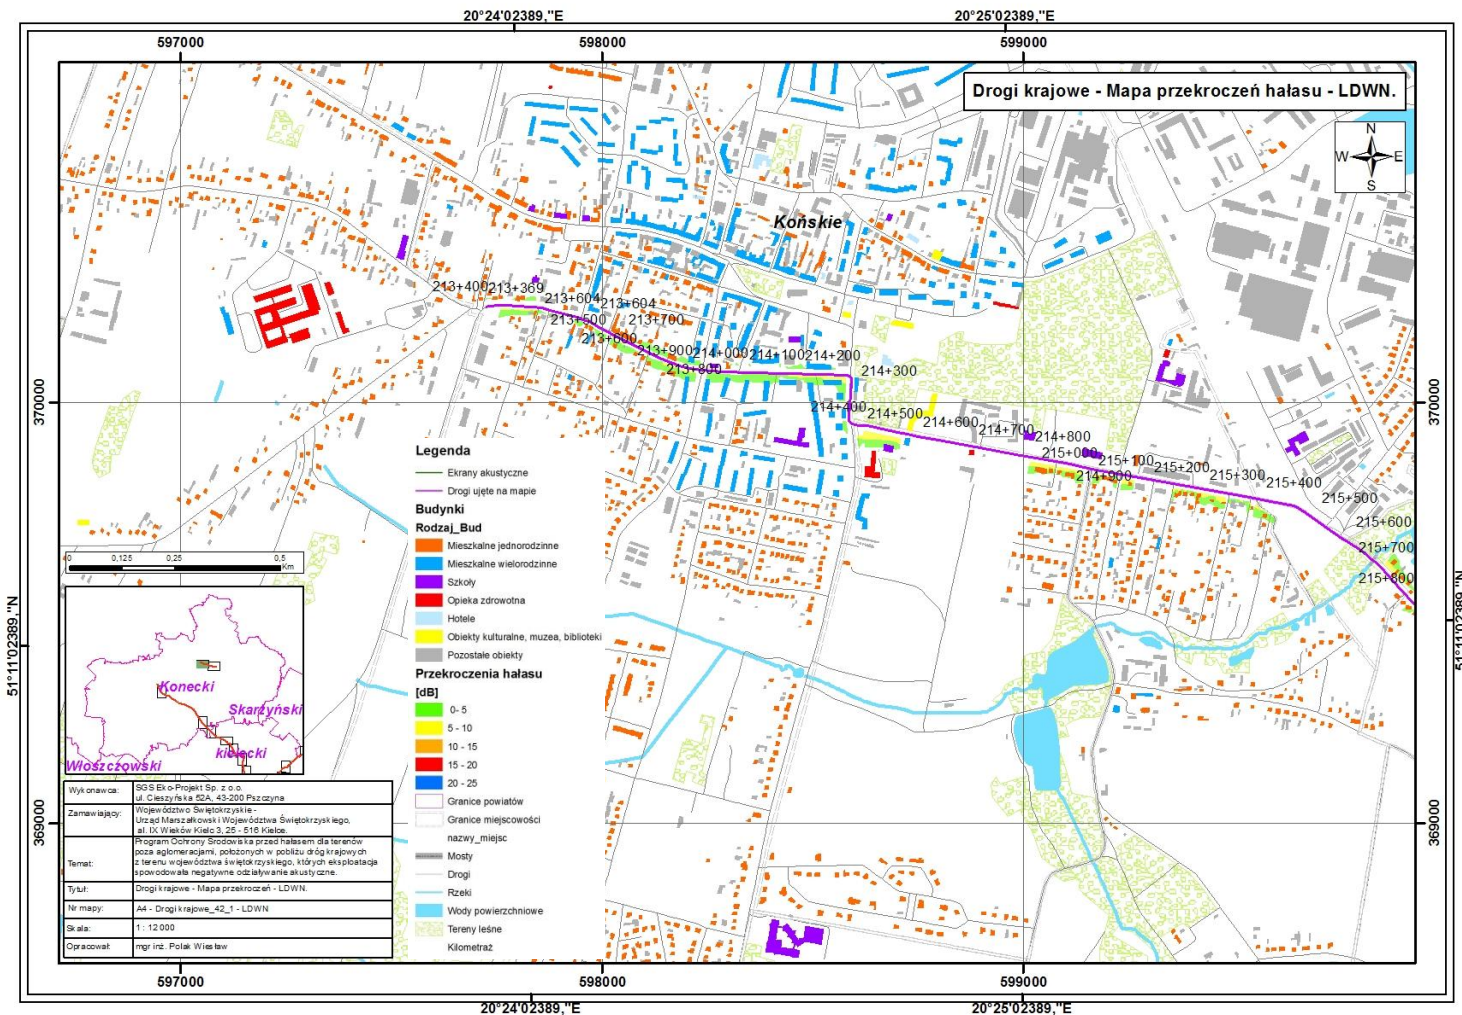 20°24'02389,"E
20°25'02389,"E
597000
598000
599000
Drogi krajowe - Mapa przekroczeń hałasu - LDWN.
N
W
E
S
Końskie
213+400
213+369
213+604
213+604
213+500
213+700
213+600
213+900
214+000
214+100
214+200
213+800
214+300
214+400
214+500
214+600
214+700
214+800
215+000
215+100
214+900
215+200
215+300
215+400
215+500
215+600
215+700
215+800
370000
370000
369000
369000
51°11'02389,"N
51°11'02389,"N
0
0,125
0,25
0,5
Km
Konecki
Skarżyński
kielecki
Włoszczowski
Legenda
Ekrany akustyczne
Drogi ujęte na mapie
Budynki
Rodzaj_Bud
Mieszkalne jednorodzinne
Mieszkalne wielorodzinne
Szkoły
Opieka zdrowotna
Hotele
Obiekty kulturalne, muzea, biblioteki
Pozostałe obiekty
Przekroczenia hałasu
[dB]
0- 5
5 - 10
10 - 15
15 - 20
20 - 25
Granice powiatów
Granice miejscowości
nazwy_miejsc
Mosty
Drogi
Rzeki
Wody powierzchniowe
Tereny leśne
Kilometraż
Wykonawca:
SGS Eko-Projekt Sp. z o.o.
ul. Cieszyńska 52A, 43-200 Pszczyna
Zamawiający:
Województwo Świętokrzyskie -
Urząd Marszałkowski Województwa Świętokrzyskiego,
al. IX Wieków Kielc 3, 25 - 516 Kielce.
Temat:
Program Ochrony Środowiska przed hałasem dla terenów
poza aglomeracjami, położonych w pobliżu dróg krajowych
z terenu województwa świętokrzyskiego, których eksploatacja
spowodowała negatywne oddziaływanie akustyczne.
Tytuł:
Drogi krajowe - Mapa przekroczeń - LDWN.
Nr mapy:
A4 - Drogi krajowe_42_1 - LDWN
Skala:
1 : 12 000
Opracował:
mgr inż. Polak Wiesław
597000
598000
599000
20°24'02389,"E
20°25'02389,"E